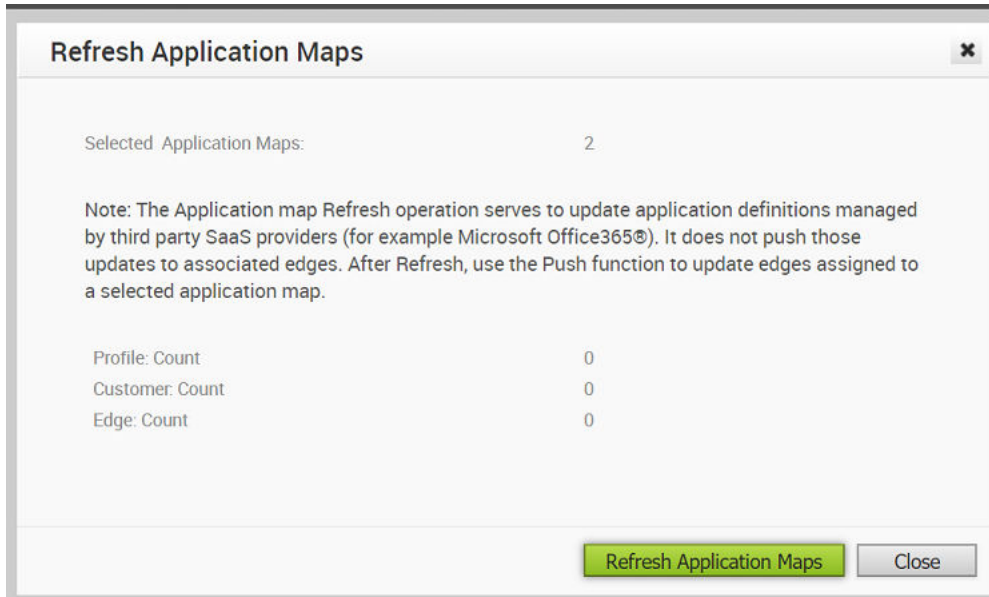 Refresh Application Maps
Selected Application Maps: 2
Note: The Application map Refresh operation serves to update application definitions managed
by third party SaaS providers (for example Microsoft Office365®). It does not push those
updates to associated edges. After Refresh, use the Push function to update edges assigned to
a selected application map.
Profile: Count 0
Customer: Count 0
Edge: Count 0
Refresh Application Maps Close